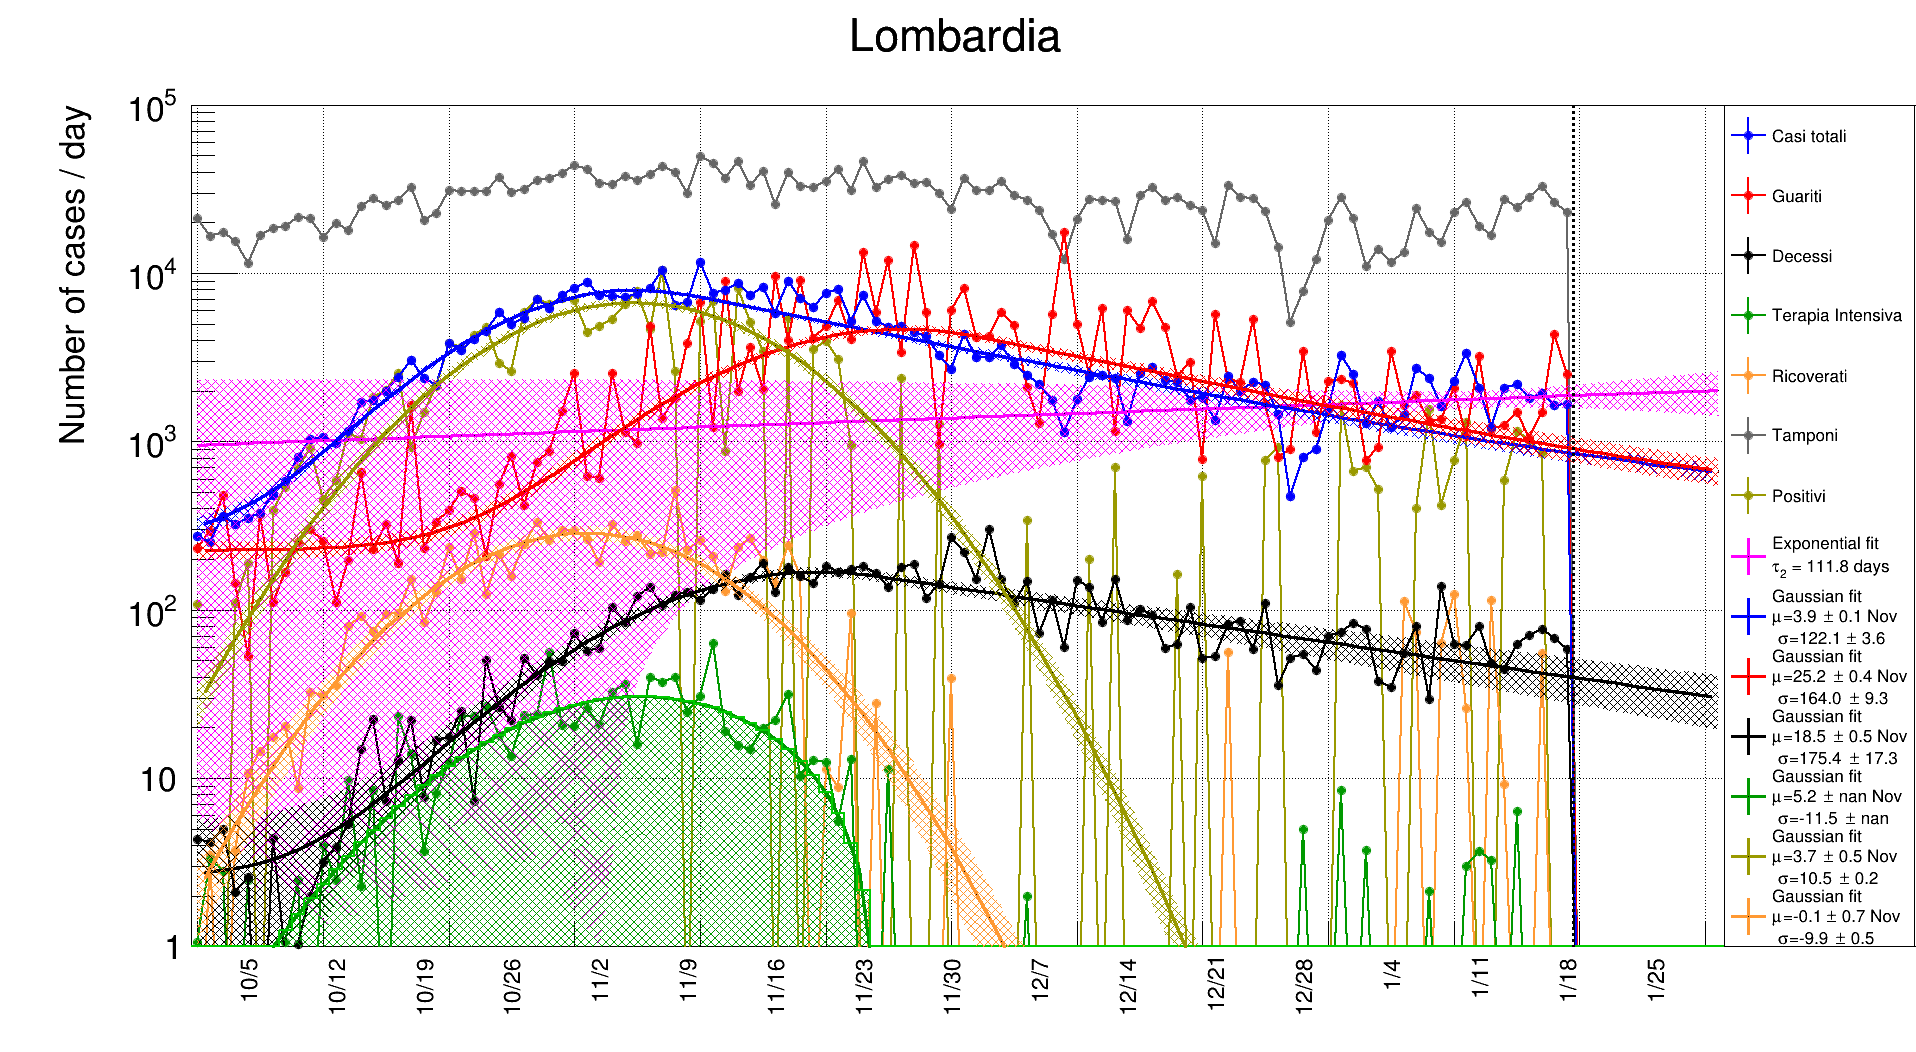 Lombardia
Number of cases / day
10^5
10^4
10^3
10^2
10
1
10/5
10/12
10/19
10/26
11/2
11/9
11/16
11/23
11/30
12/7
12/14
12/21
12/28
1/4
1/11
1/18
1/25
Casi totali
Guariti
Decessi
Terapia Intensiva
Ricoverati
Tamponi
Positivi
Exponential fit
τ_2 = 111.8 days
Gaussian fit
μ=3.9 ± 0.1 Nov
σ=122.1 ± 3.6
Gaussian fit
μ=25.2 ± 0.4 Nov
σ=164.0 ± 9.3
Gaussian fit
μ=18.5 ± 0.5 Nov
σ=175.4 ± 17.3
Gaussian fit
μ=5.2 ± nan Nov
σ=-11.5 ± nan
Gaussian fit
μ=3.7 ± 0.5 Nov
σ=10.5 ± 0.2
Gaussian fit
μ=-0.1 ± 0.7 Nov
σ=-9.9 ± 0.5